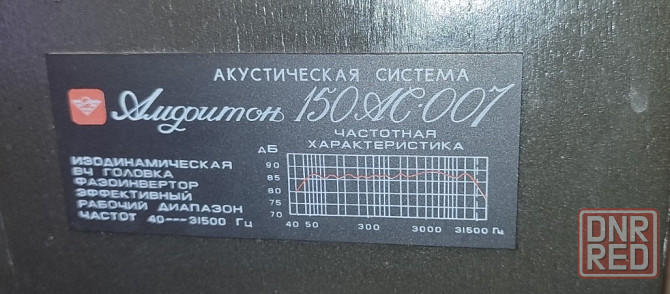 АКУСТИЧЕСКАЯ СИСТЕМА
Амфитон 150АС-007
ЧАСТОТНАЯ
ХАРАКТЕРИСТИКА
ИЗОДИНАМИЧЕСКАЯ
ВЧ ГОЛОВКА
ФАЗОИНВЕРТОР
ЭФФЕКТИВНЫЙ
РАБОЧИЙ ДИАПАЗОН
ЧАСТОТ 40---31500 Гц
дБ
90
85
80
75
70
40 50 300 3000 31500 Гц
DNR
RED